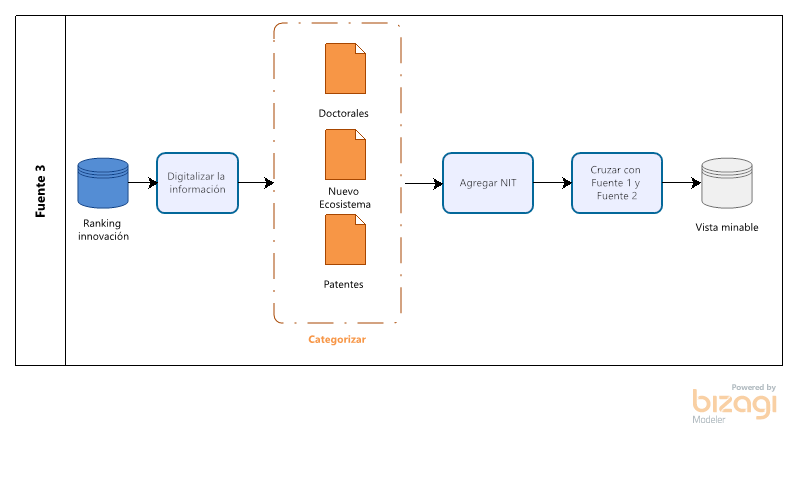 Fuente 3
Ranking
innovación
Digitalizar la
información
Doctorales
Nuevo
Ecosistema
Patentes
Categorizar
Agregar NIT
Cruzar con
Fuente 1 y
Fuente 2
Vista minable
Powered by
bizagi
Modeler